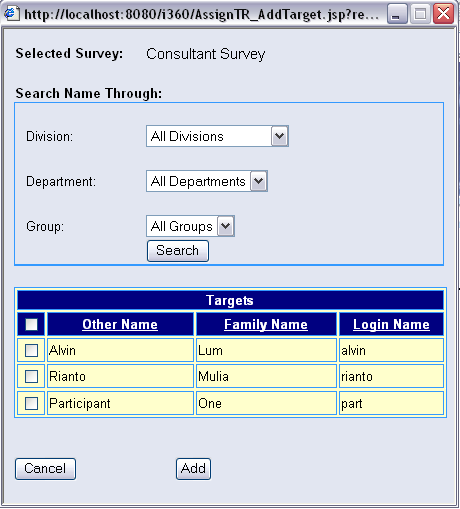 http://localhost:8080/i360/AssignTR_AddTarget.jsp?re...
Selected Survey: Consultant Survey
Search Name Through:
Division: All Divisions
Department: All Departments
Group: All Groups
Search
Targets
Other Name Family Name Login Name
Alvin Lum alvin
Rianto Mulia rianto
Participant One part
Cancel Add